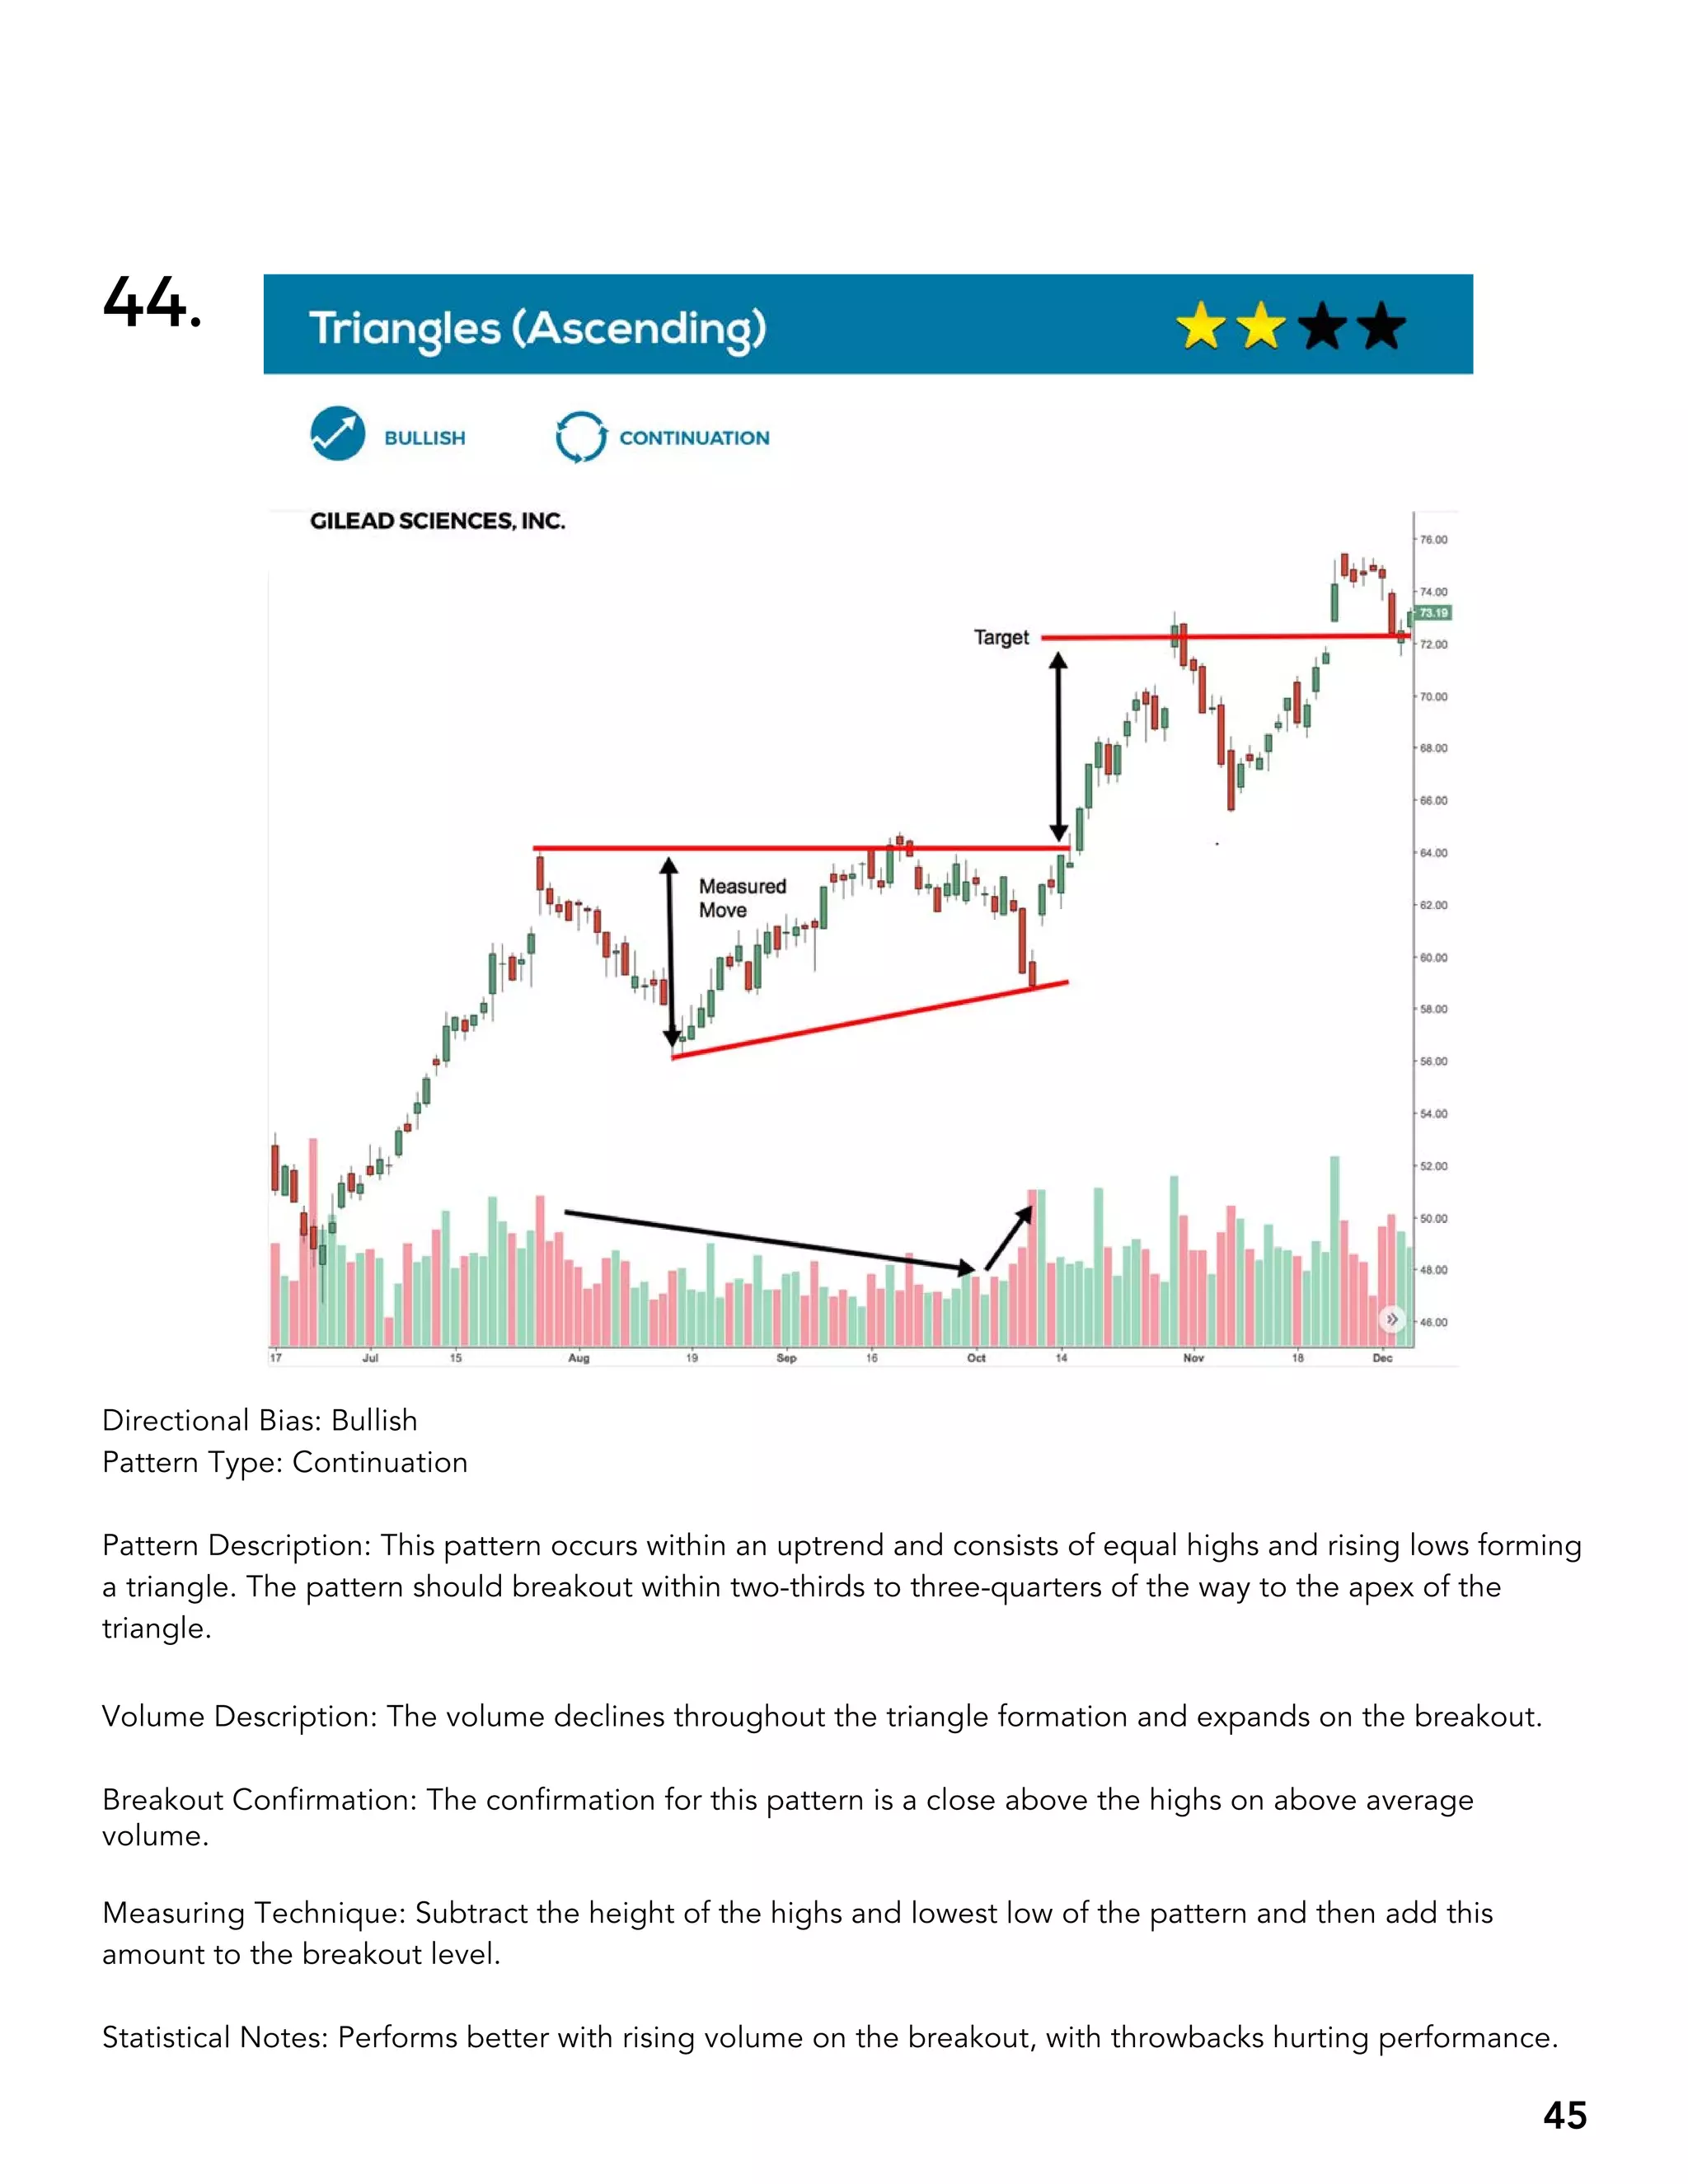 44.
Triangles (Ascending)
BULLISH
CONTINUATION
GILEAD SCIENCES, INC.
76.00
74.00
73.19
Target
72.00
70.00
68.00
66.00
64.00
Measured
Move
62.00
60.00
58.00
56.00
54.00
52.00
50.00
48.00
46.00
17 Jul 15 Aug 19 Sep 16 Oct 14 Nov 18 Dec
Directional Bias: Bullish
Pattern Type: Continuation
Pattern Description: This pattern occurs within an uptrend and consists of equal highs and rising lows forming
a triangle. The pattern should breakout within two-thirds to three-quarters of the way to the apex of the
triangle.
Volume Description: The volume declines throughout the triangle formation and expands on the breakout.
Breakout Confirmation: The confirmation for this pattern is a close above the highs on above average
volume.
Measuring Technique: Subtract the height of the highs and lowest low of the pattern and then add this
amount to the breakout level.
Statistical Notes: Performs better with rising volume on the breakout, with throwbacks hurting performance.
45